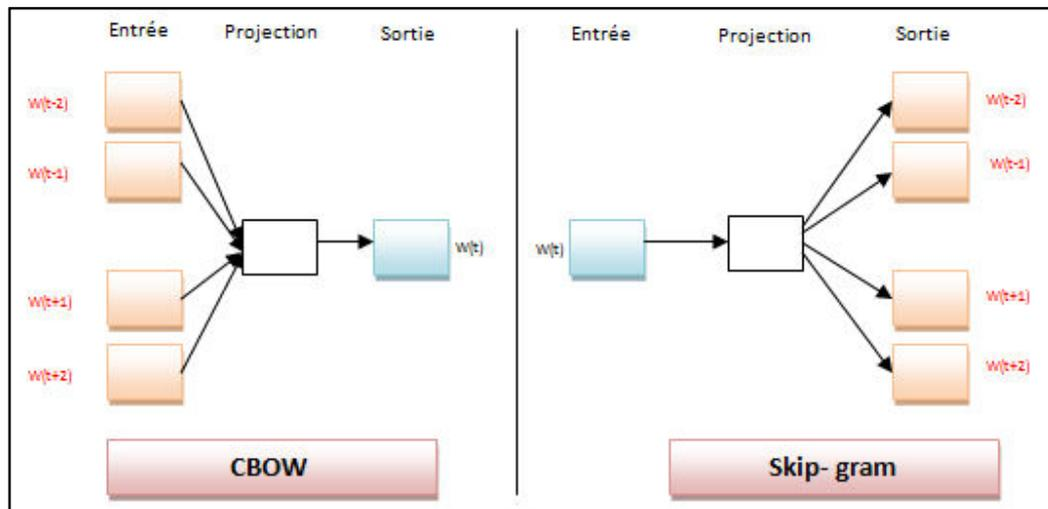 Entrée Projection Sortie
W(t-2)
W(t-1)
W(t)
W(t+1)
W(t+2)
CBOW
Entrée Projection Sortie
W(t-2)
W(t-1)
W(t)
W(t+1)
W(t+2)
Skip- gram